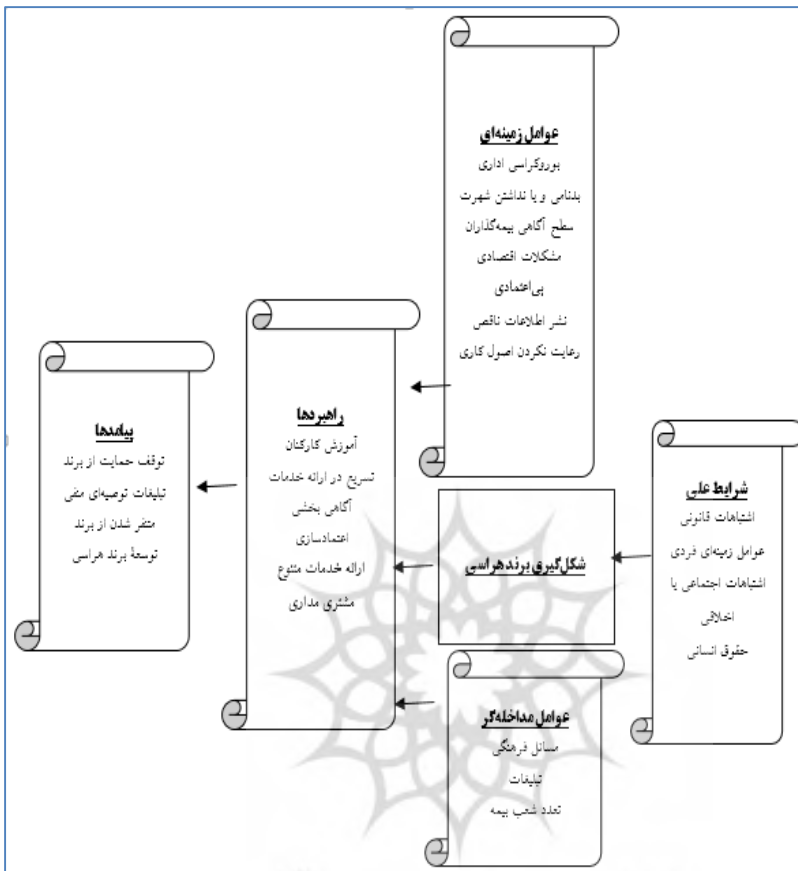 عوامل زمینه‌ای
بوروکراسی اداری
بدنامی و یا نداشتن شهرت
سطح آگاهی بیمه‌گذاران
مشکلات اقتصادی
بی‌اعتمادی
نشر اطلاعات ناقص
رعایت نکردن اصول کاری
شرایط علی
اشتباهات قانونی
عوامل زمینه‌ای فردی
اشتباهات اجتماعی یا
اخلاقی
حقوق انسانی
شکل‌گیری برندهراسی
عوامل مداخله‌گر
مسائل فرهنگی
تبلیغات
تعدد شعب بیمه
راهبردها
آموزش کارکنان
تسریع در ارائه خدمات
آگاهی بخشی
اعتمادسازی
ارائه خدمات متنوع
مشتری مداری
پیامدها
توقف حمایت از برند
تبلیغات توصیه‌ای منفی
متنفر شدن از برند
توسعهٔ برند هراسی